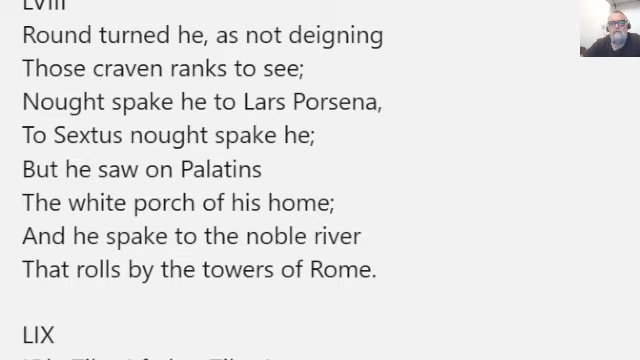 LVIII
Round turned he, as not deigning
Those craven ranks to see;
Nought spake he to Lars Porsena,
To Sextus nought spake he;
But he saw on Palatins
The white porch of his home;
And he spake to the noble river
That rolls by the towers of Rome.
LIX